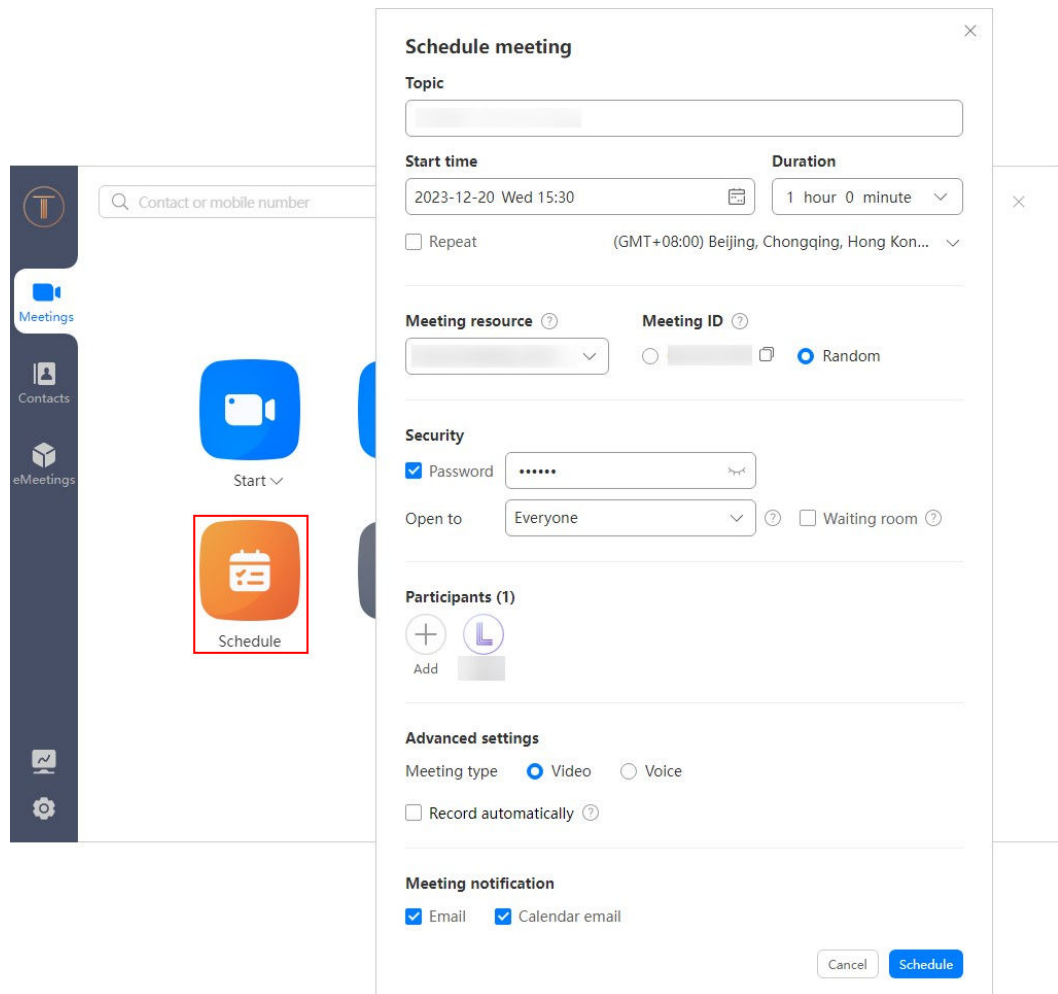 Schedule meeting
Topic
Start time Duration
2023-12-20 Wed 15:30 1 hour 0 minute
Repeat (GMT+08:00) Beijing, Chongqing, Hong Kon...
Meeting resource ? Meeting ID ?
Random
Security
Password ••••••
Open to Everyone ? Waiting room ?
Participants (1)
L
Add
Advanced settings
Meeting type Video Voice
Record automatically ?
Meeting notification
Email Calendar email
Cancel Schedule
Contact or mobile number
Meetings
Contacts
eMeetings
Start
Schedule